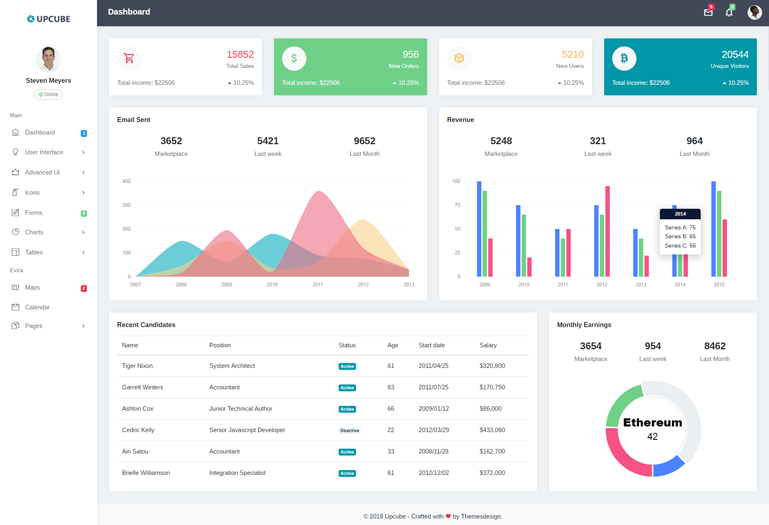 UPCUBE
Dashboard
5
3
Steven Meyers
Online
Main
Dashboard 3
User Interface
Advanced UI
Icons
Forms 6
Charts
Tables
Extra
Maps 2
Calendar
Pages
15852
Total Sales
Total income: $22506 10.25%
956
New Orders
Total income: $22506 10.25%
5210
New Users
Total income: $22506 10.25%
20544
Unique Visitors
Total income: $22506 10.25%
Email Sent
3652 5421 9652
Marketplace Last week Last Month
400
300
200
100
0
2007 2008 2009 2010 2011 2012 2013
Revenue
5248 321 964
Marketplace Last week Last Month
100
75
50
25
0
2014
Series A: 75
Series B: 65
Series C: 56
2009 2010 2011 2012 2013 2014 2015
Recent Candidates
Name Position Status Age Start date Salary
Tiger Nixon System Architect Active 61 2011/04/25 $320,800
Garrett Winters Accountant Active 63 2011/07/25 $170,750
Ashton Cox Junior Technical Author Active 66 2009/01/12 $86,000
Cedric Kelly Senior Javascript Developer Deactive 22 2012/03/29 $433,060
Airi Satou Accountant Active 33 2008/11/28 $162,700
Brielle Williamson Integration Specialist Active 61 2012/12/02 $372,000
Monthly Earnings
3654 954 8462
Marketplace Last week Last Month
Ethereum
42
© 2018 Upcube - Crafted with ❤ by Themesdesign.